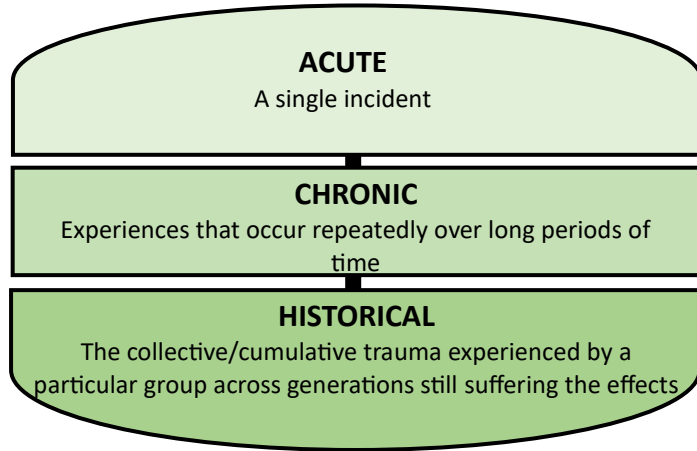 ACUTE
A single incident
CHRONIC
Experiences that occur repeatedly over long periods of
time
HISTORICAL
The collective/cumulative trauma experienced by a
particular group across generations still suffering the effects